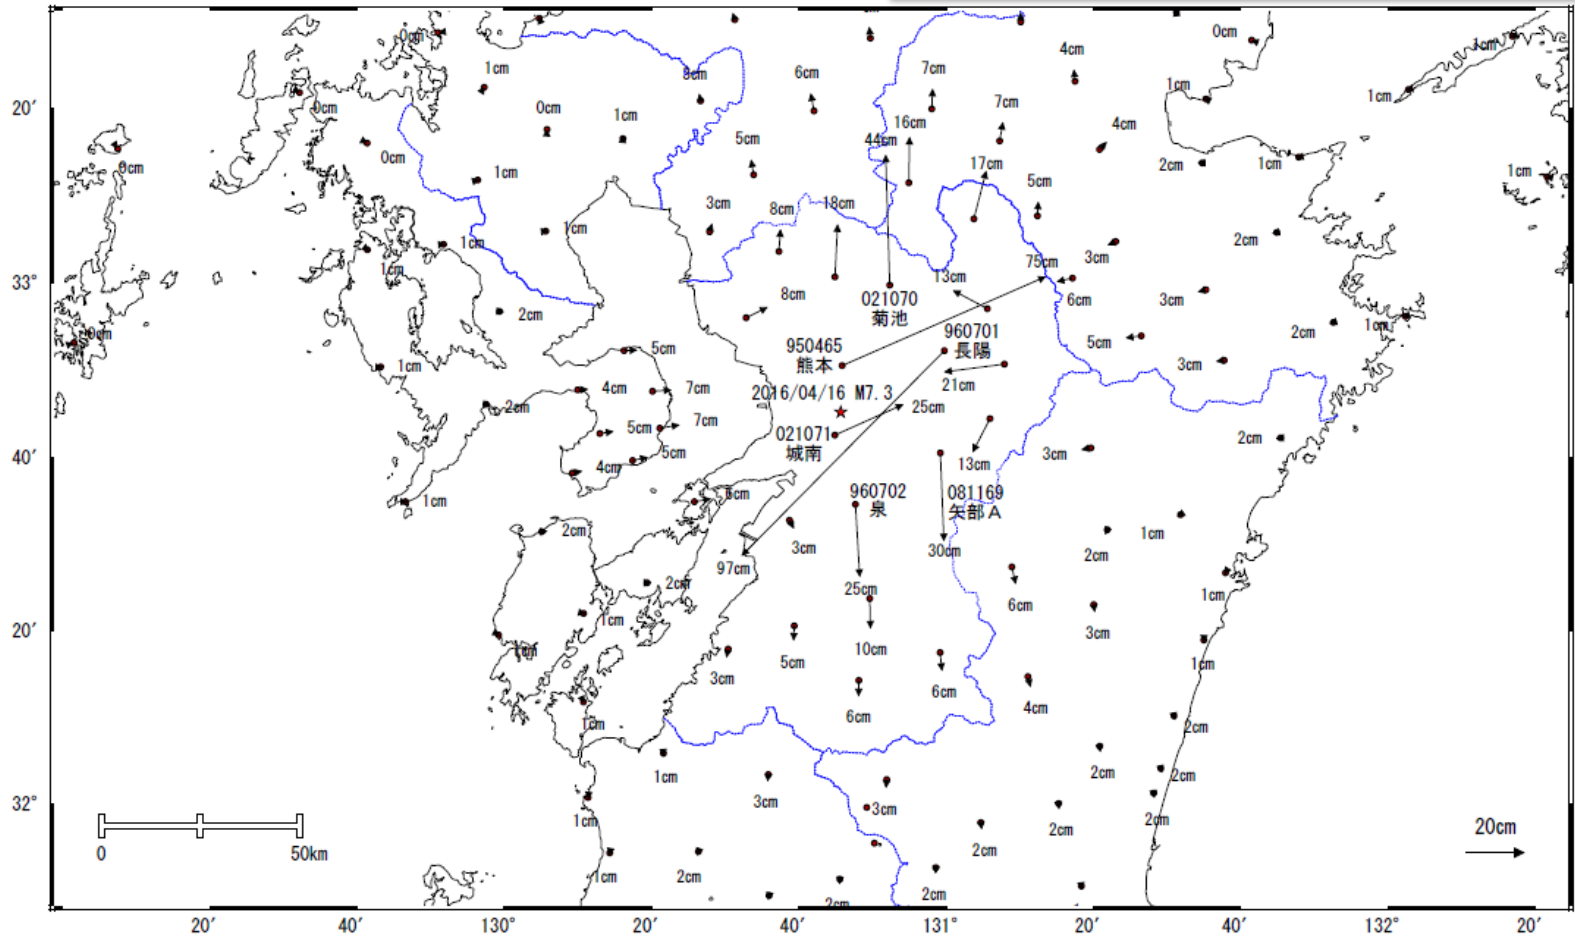 0cm
1cm
8cm
6cm
7cm
4cm
0cm
1cm
1cm
1cm
20′
0cm
0cm
1cm
7cm
16cm
44cm
4cm
5cm
0cm
0cm
1cm
17cm
5cm
2cm
1cm
1cm
3cm
8cm
18cm
1cm
1cm
1cm
2cm
3cm
75cm
13cm
33°
8cm
021070
菊池
6cm
3cm
2cm
0cm
2cm
1cm
960701
長陽
950465
熊本
5cm
5cm
1cm
3cm
21cm
4cm
7cm
2016/04/16 M7.3
25cm
2cm
5cm
7cm
021071
城南
2cm
40′
5cm
4cm
3cm
13cm
1cm
6cm
960702
泉
081169
矢部A
2cm
3cm
30cm
2cm
1cm
97cm
2cm
25cm
6cm
1cm
20′
1cm
3cm
1cm
5cm
10cm
1cm
3cm
6cm
4cm
1cm
6cm
2cm
1cm
2cm
2cm
3cm
3cm
32°
1cm
2cm
2cm
20cm
0
50km
2cm
1cm
2cm
2cm
2cm
20′
40′
130°
20′
40′
131°
20′
40′
132°
20′